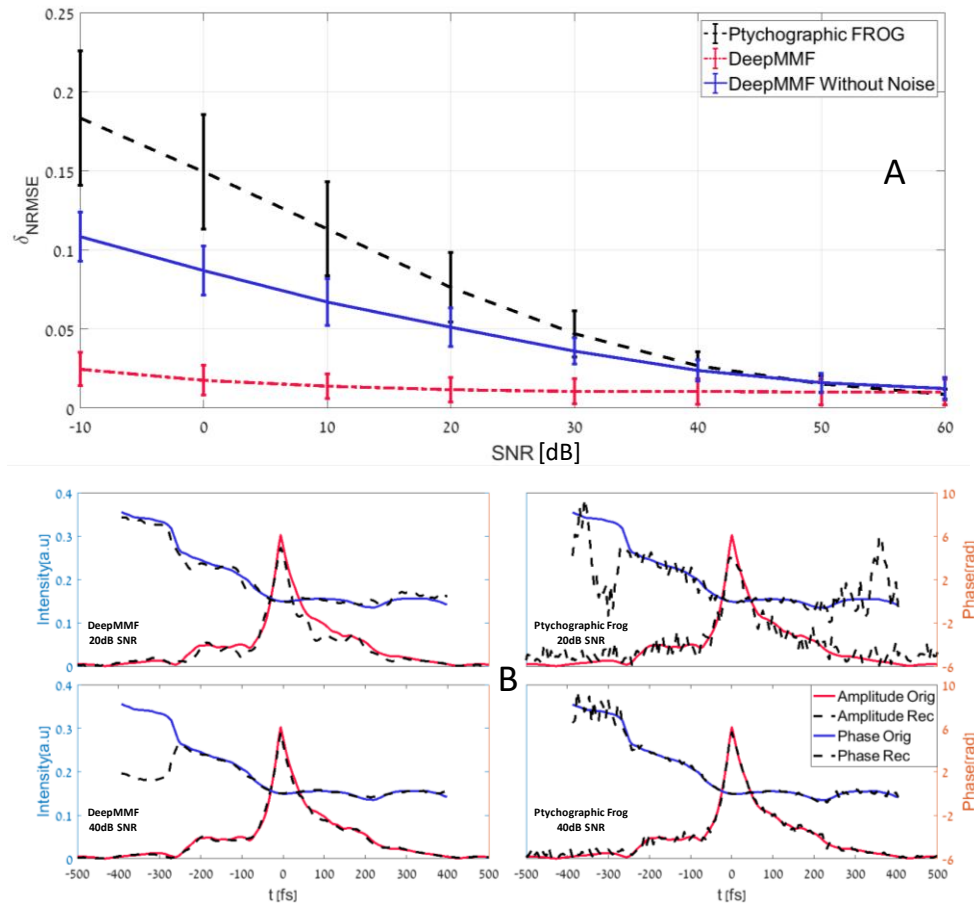 0.25
0.2
0.15
0.1
0.05
0
δNRMSE
Ptychographic FROG
DeepMMF
DeepMMF Without Noise
A
-10 0 10 20 30 40 50 60
SNR [dB]
0.4
0.3
0.2
0.1
0
Intensity[a.u]
DeepMMF
20dB SNR
Ptychographic Frog
20dB SNR
10
6
2
-2
-6
Phase[rad]
B
0.4
0.3
0.2
0.1
0
Intensity[a.u]
DeepMMF
40dB SNR
-500 -400 -300 -200 -100 0 100 200 300 400 500
t [fs]
Ptychographic Frog
40dB SNR
Amplitude Orig
Amplitude Rec
Phase Orig
Phase Rec
10
6
2
-2
-6
Phase[rad]
-500 -400 -300 -200 -100 0 100 200 300 400 500
t [fs]